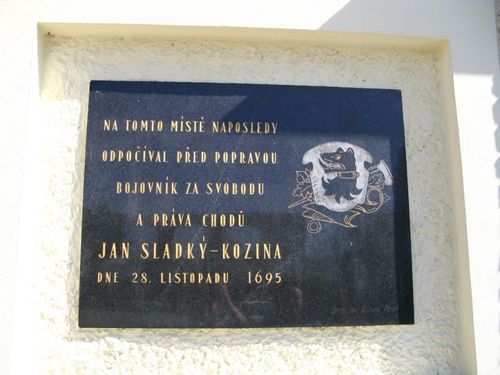 NA TOMTO MÍSTĚ NAPOSLEDY
ODPOČÍVAL PŘED POPRAVOU
BOJOVNÍK ZA SVOBODU
A PRÁVA CHODŮ
JAN SLADKÝ-KOZINA
DNE 28. LISTOPADU 1695